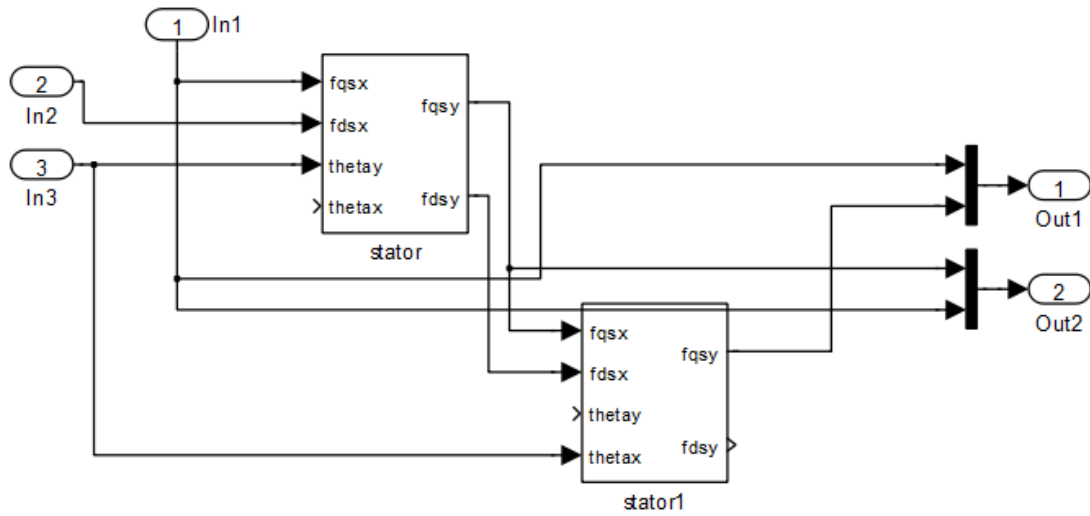 1
In1
2
In2
3
In3
fqsx
fdsx
thetay
thetax
fqsy
fdsy
stator
fqsx
fdsx
thetay
thetax
fqsy
fdsy
stator1
1
Out1
2
Out2